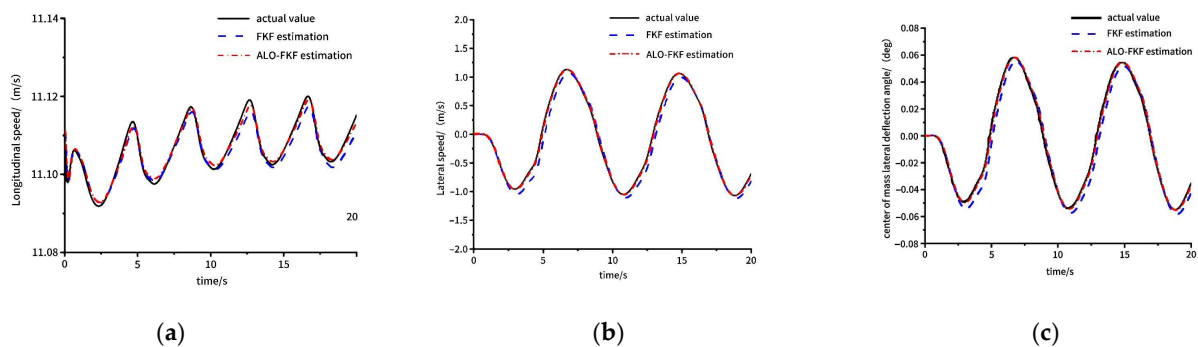 11.14
11.12
11.10
11.08
Longitudinal speed/（m/s）
actual value
FKF estimation
ALO-FKF estimation
20
0
5
10
15
20
time/s
(a)
2.0
1.5
1.0
0.5
0.0
−0.5
−1.0
−1.5
−2.0
Lateral speed/（m/s）
actual value
FKF estimation
ALO-FKF estimation
0
5
10
15
20
time/s
(b)
0.08
0.06
0.04
0.02
0.00
−0.02
−0.04
−0.06
−0.08
center of mass lateral deflection angle/（deg）
actual value
FKF estimation
ALO-FKF estimation
0
5
10
15
20
time/s
(c)